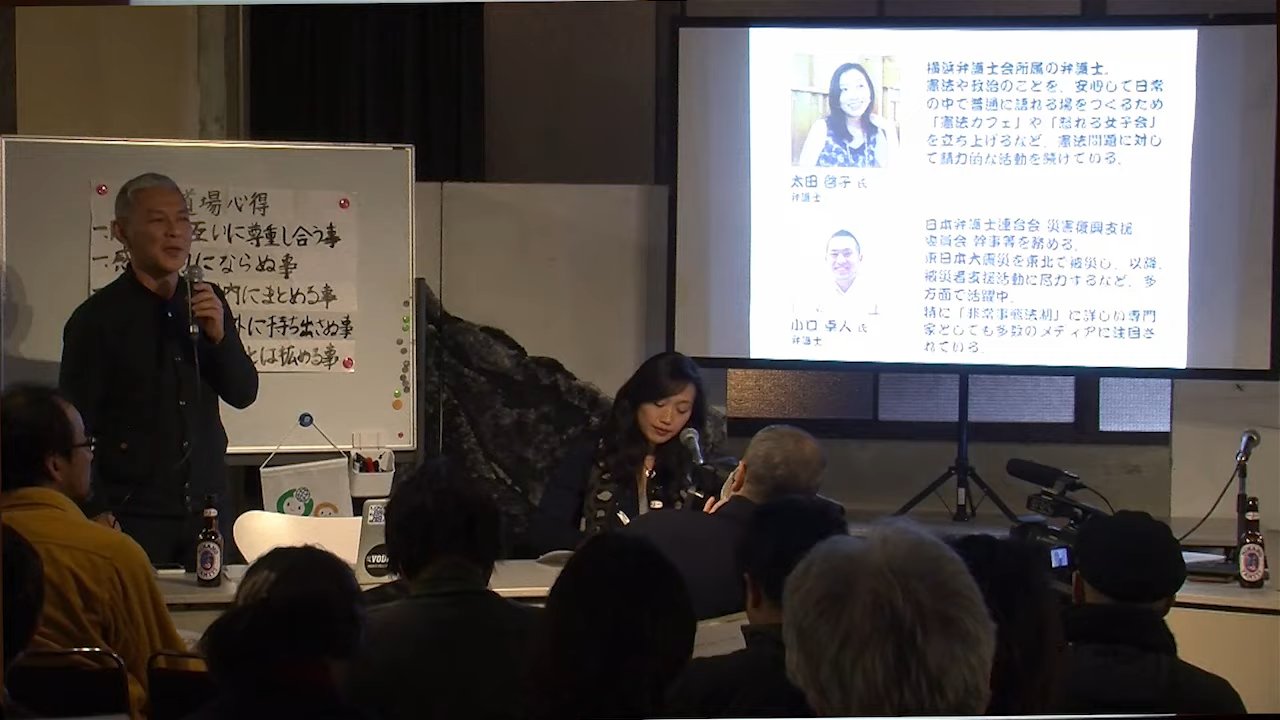 道場心得
互いに尊重し合う事
にならぬ事
内にまとめる事
外に持ち出さぬ事
とは拡める事
横浜弁護士会所属の弁護士。
憲法や政治のことを、安心して日常
の中で普通に語れる場をつくるため
「憲法カフェ」や「怒れる女子会」
を立ち上げるなど、憲法問題に対し
て精力的な活動を続けている。
太田 啓子 氏
弁護士
日本弁護士連合会 災害復興支援
委員会 幹事等を務める。
東日本大震災を東北で被災し、以降、
被災者支援活動に尽力するなど、多
方面で活躍中。
特に「非常事態法制」に詳しい専門
家としても多数のメディアに注目さ
れている。
小口 幸人 氏
弁護士
VODA